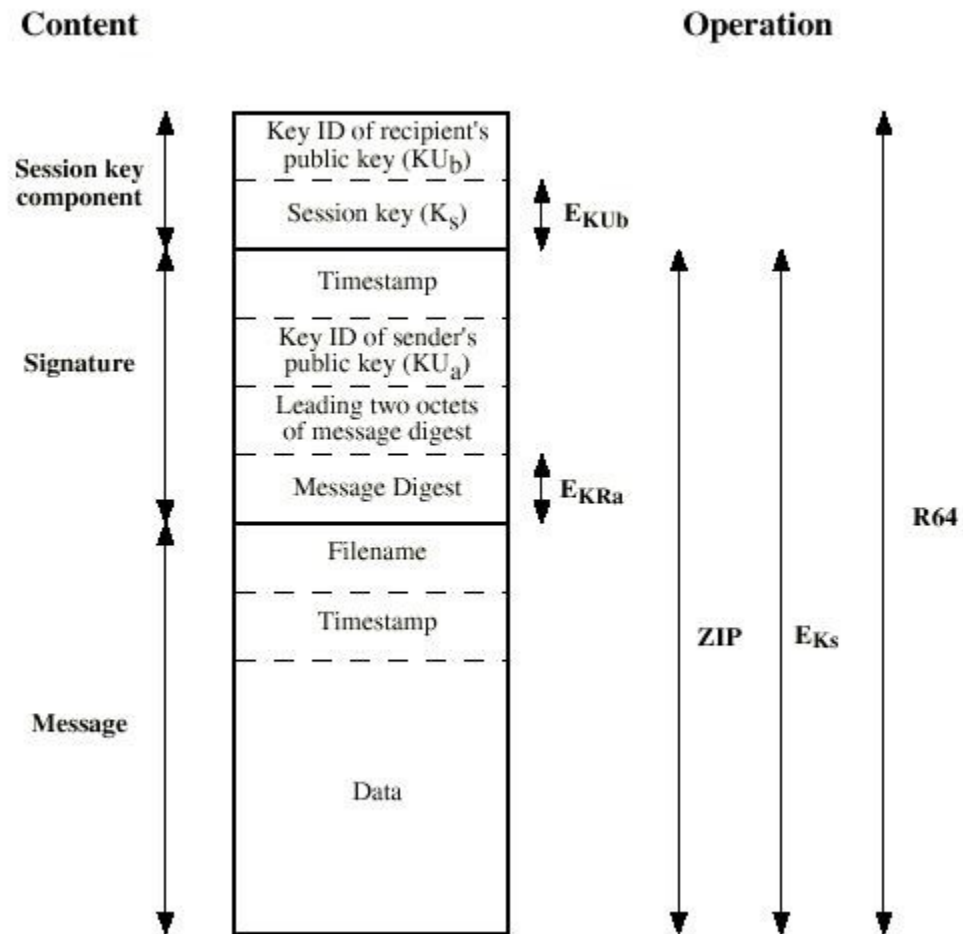 Content
Operation
Key ID of recipient's
public key (KUb)
Session key
component
Session key (Ks)
EKUb
Timestamp
Key ID of sender's
public key (KUa)
Signature
Leading two octets
of message digest
Message Digest
EKRa
R64
Filename
Timestamp
ZIP
EKs
Message
Data